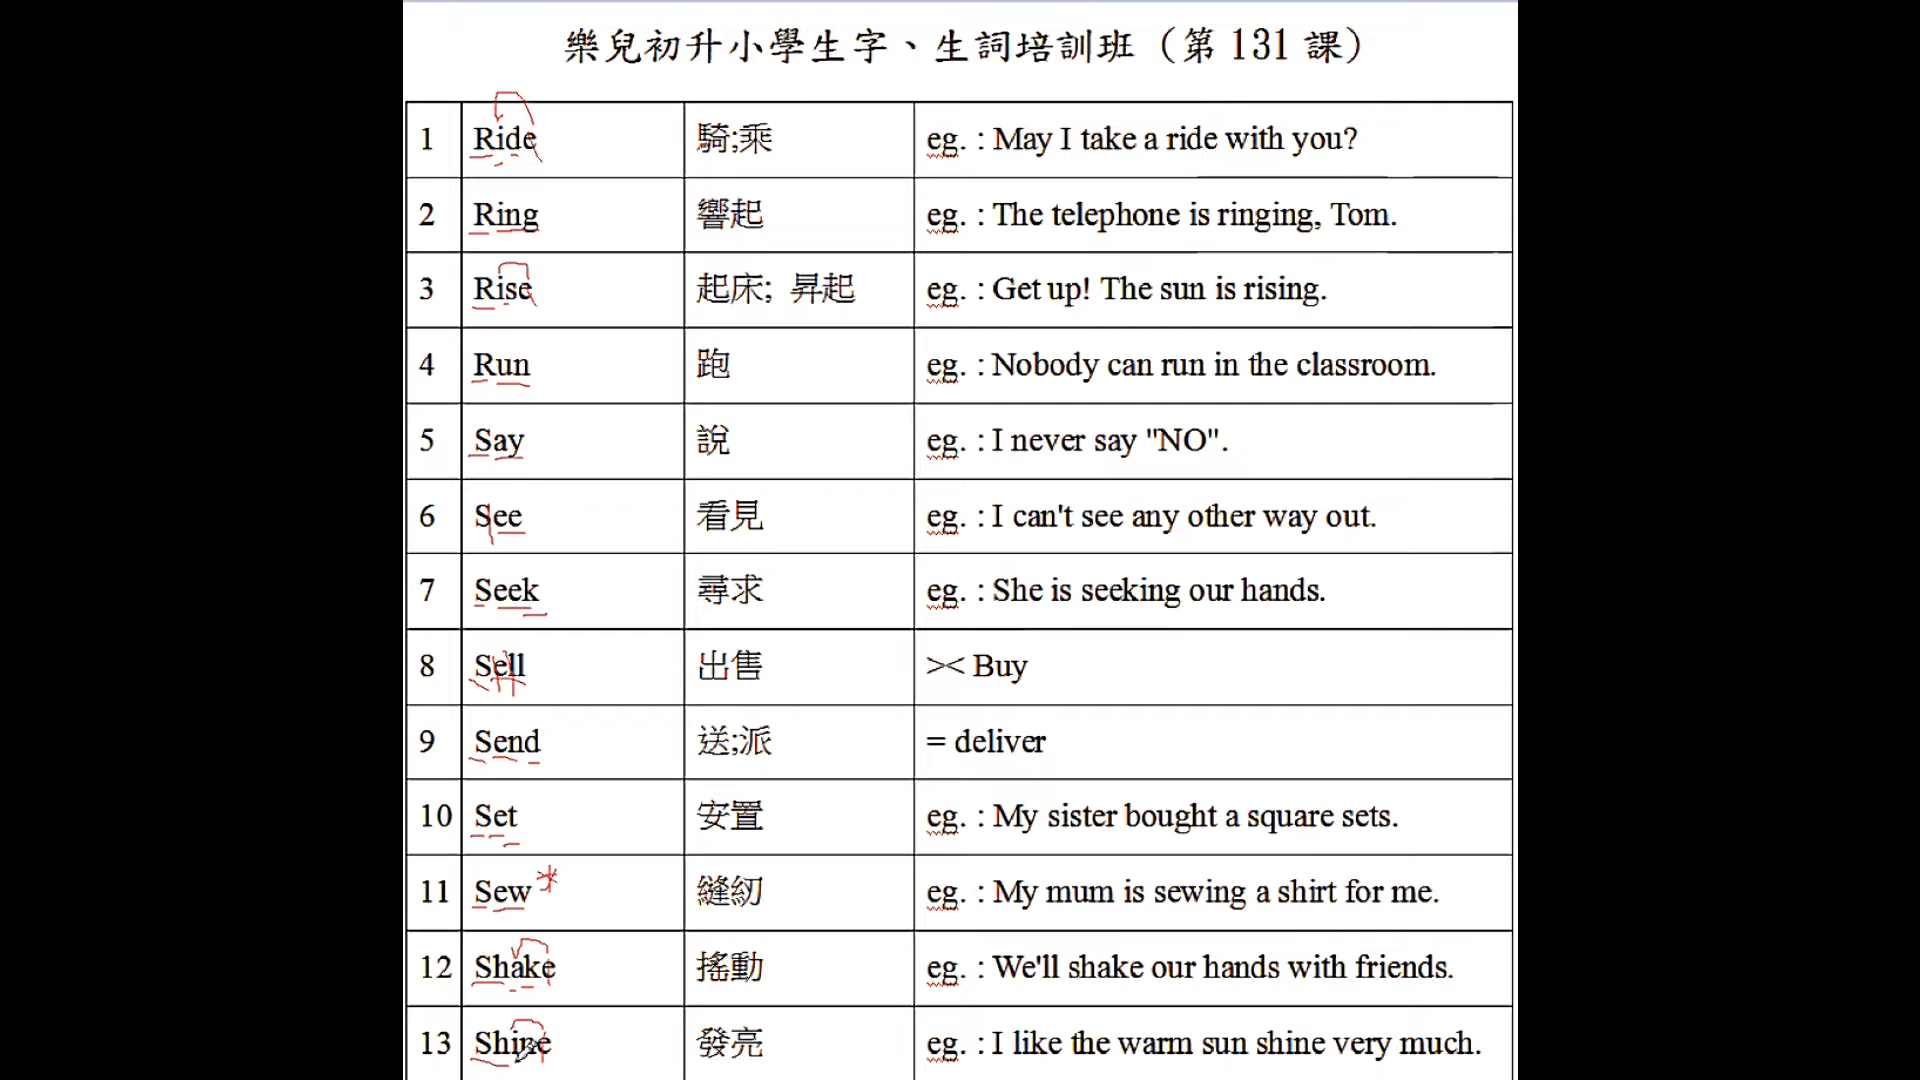 樂兒初升小學生字、生詞培訓班（第 131 課）
1 Ride 騎;乘 eg. : May I take a ride with you?
2 Ring 響起 eg. : The telephone is ringing, Tom.
3 Rise 起床; 昇起 eg. : Get up! The sun is rising.
4 Run 跑 eg. : Nobody can run in the classroom.
5 Say 說 eg. : I never say "NO".
6 See 看見 eg. : I can't see any other way out.
7 Seek 尋求 eg. : She is seeking our hands.
8 Sell 出售 >< Buy
9 Send 送;派 = deliver
10 Set 安置 eg. : My sister bought a square sets.
11 Sew 縫紉 eg. : My mum is sewing a shirt for me.
12 Shake 搖動 eg. : We'll shake our hands with friends.
13 Shine 發亮 eg. : I like the warm sun shine very much.